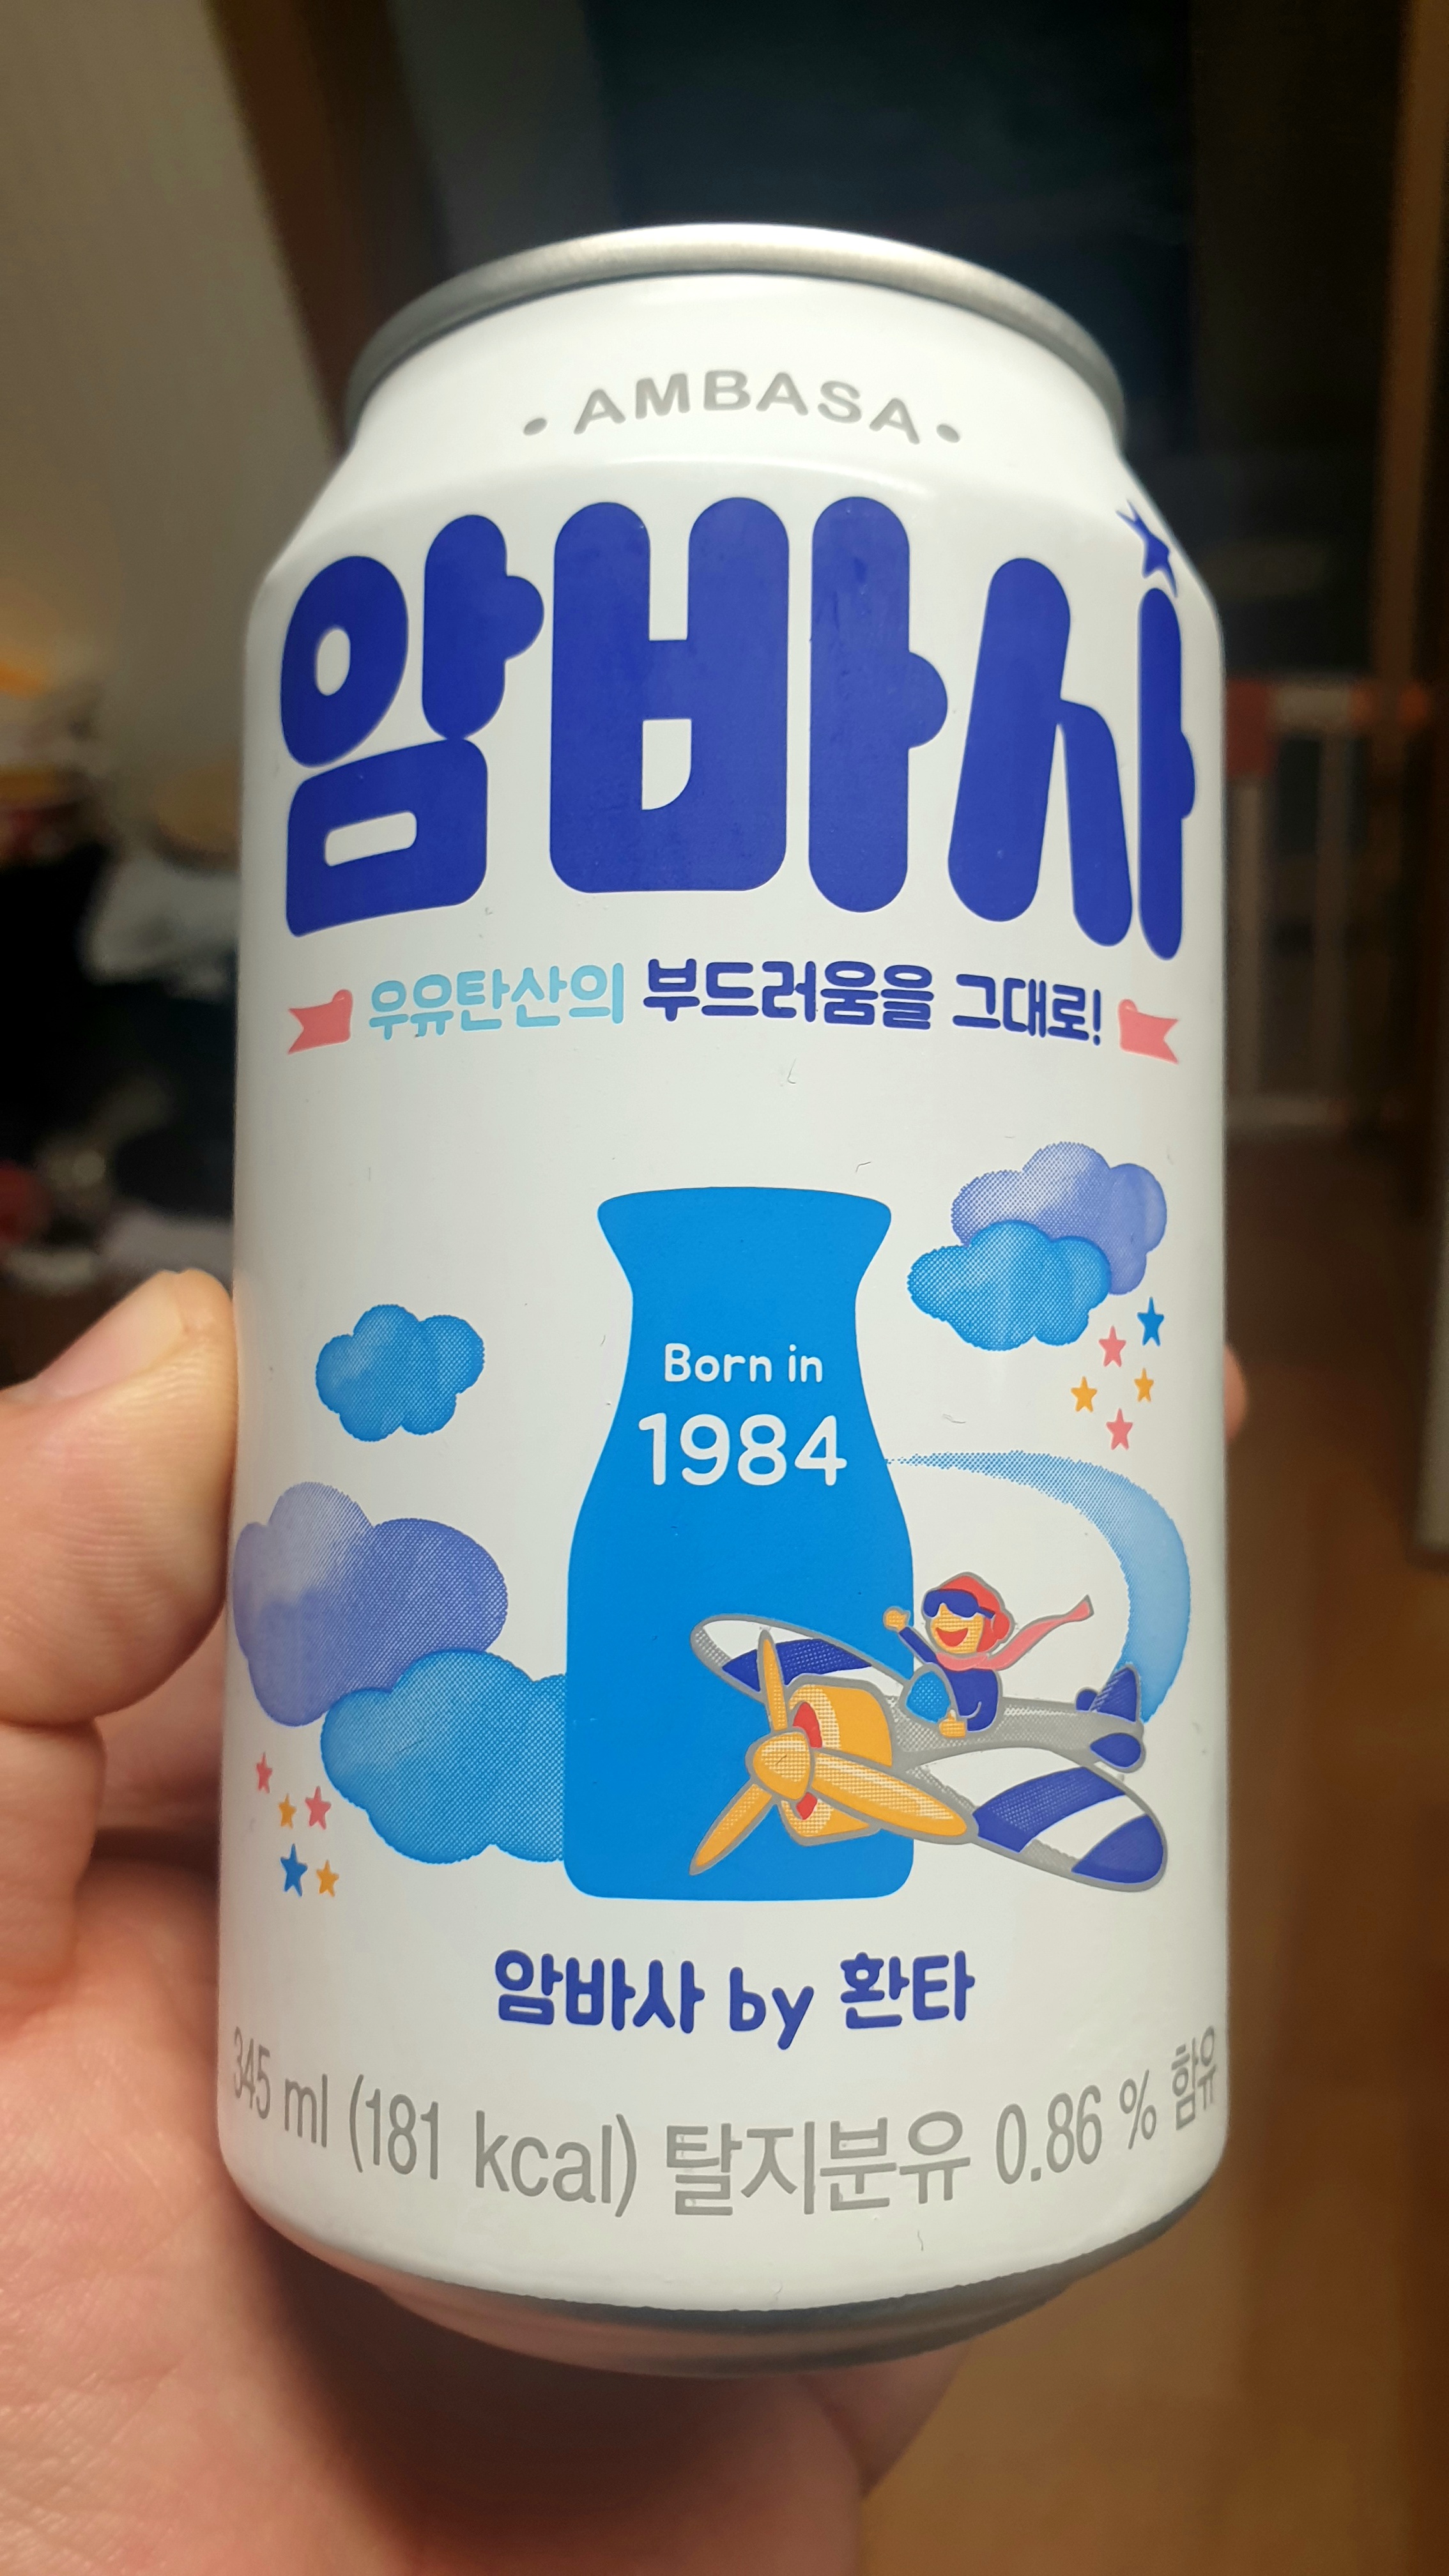 • AMBASA •
암바사
우유탄산의 부드러움을 그대로!
Born in
1984
암바사 by 환타
345 ml (181 kcal) 탈지분유 0.86 % 함유